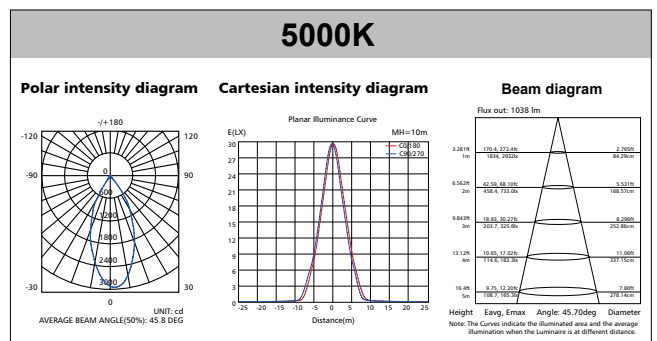 5000K
Polar intensity diagram
-/+180
-120
120
-90
90
-30
30
0
600
1200
1800
2400
3000
0
UNIT: cd
AVERAGE BEAM ANGLE(50%): 45.8 DEG
Cartesian intensity diagram
Planar Illuminance Curve
E(LX)
MH=10m
C0/180
C90/270
30
27
24
21
18
15
12
9
6
3
0
-25 -20 -15 -10 -5 0 5 10 15 20 25
Distance(m)
Beam diagram
Flux out: 1038 lm
3.281ft 170.4, 272.4fc 2.765ft
1m 1834, 2932lx 84.29cm
6.562ft 42.59, 68.10fc 5.531ft
2m 458.4, 733.0lx 168.57cm
9.843ft 18.93, 30.27fc 8.296ft
3m 203.7, 325.8lx 252.86cm
13.12ft 10.65, 17.02fc 11.06ft
4m 114.6, 183.3lx 337.15cm
16.4ft 9.75, 12.20fc 7.80ft
5m 108.7, 165.3lx 278.14cm
Height Eavg, Emax Angle: 45.70deg Diameter
Note: The Curves indicate the illuminated area and the average
illumination when the Luminaire is at different distance.